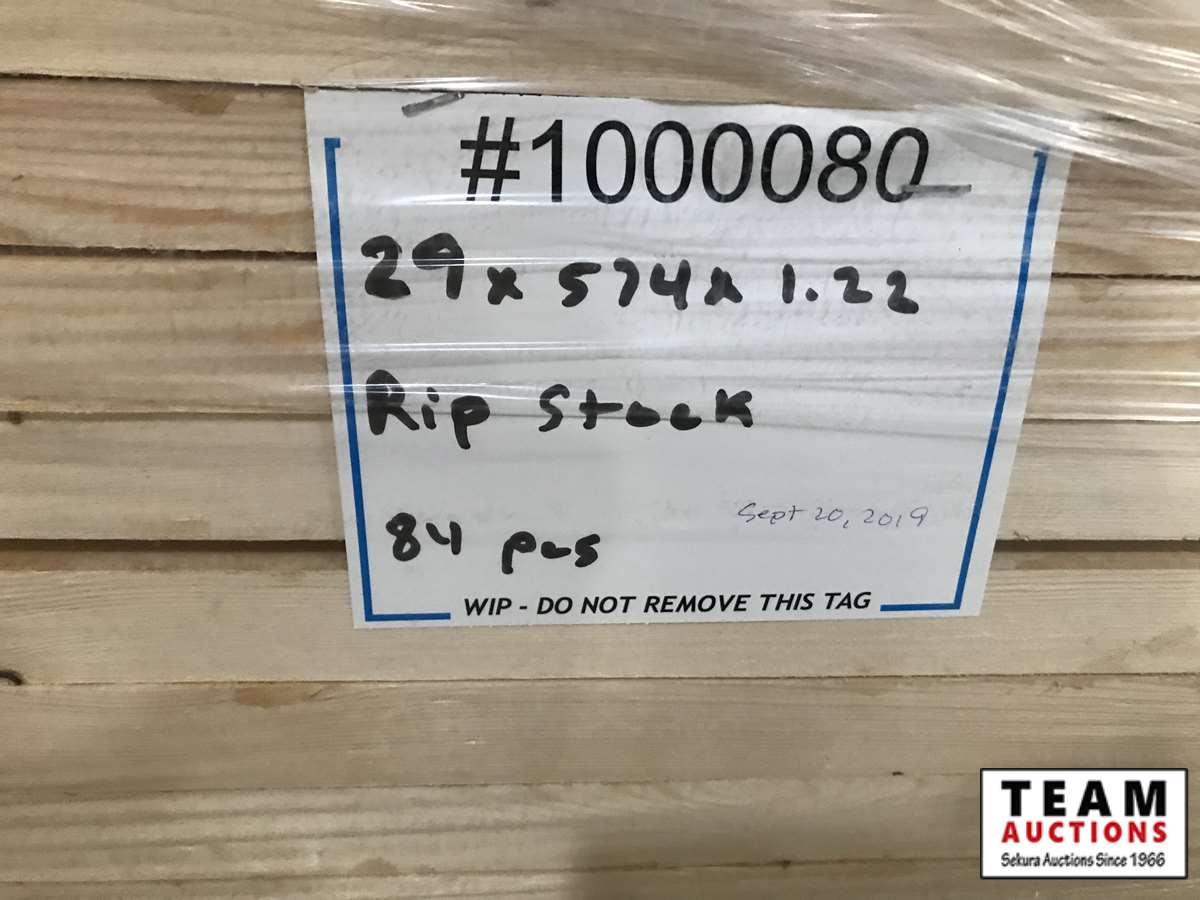 #1000080
29 x 574 x 1.22
Rip Stock
84 pcs
Sept 20, 2019
WIP - DO NOT REMOVE THIS TAG
TEAM
AUCTIONS
Sekura Auctions Since 1966